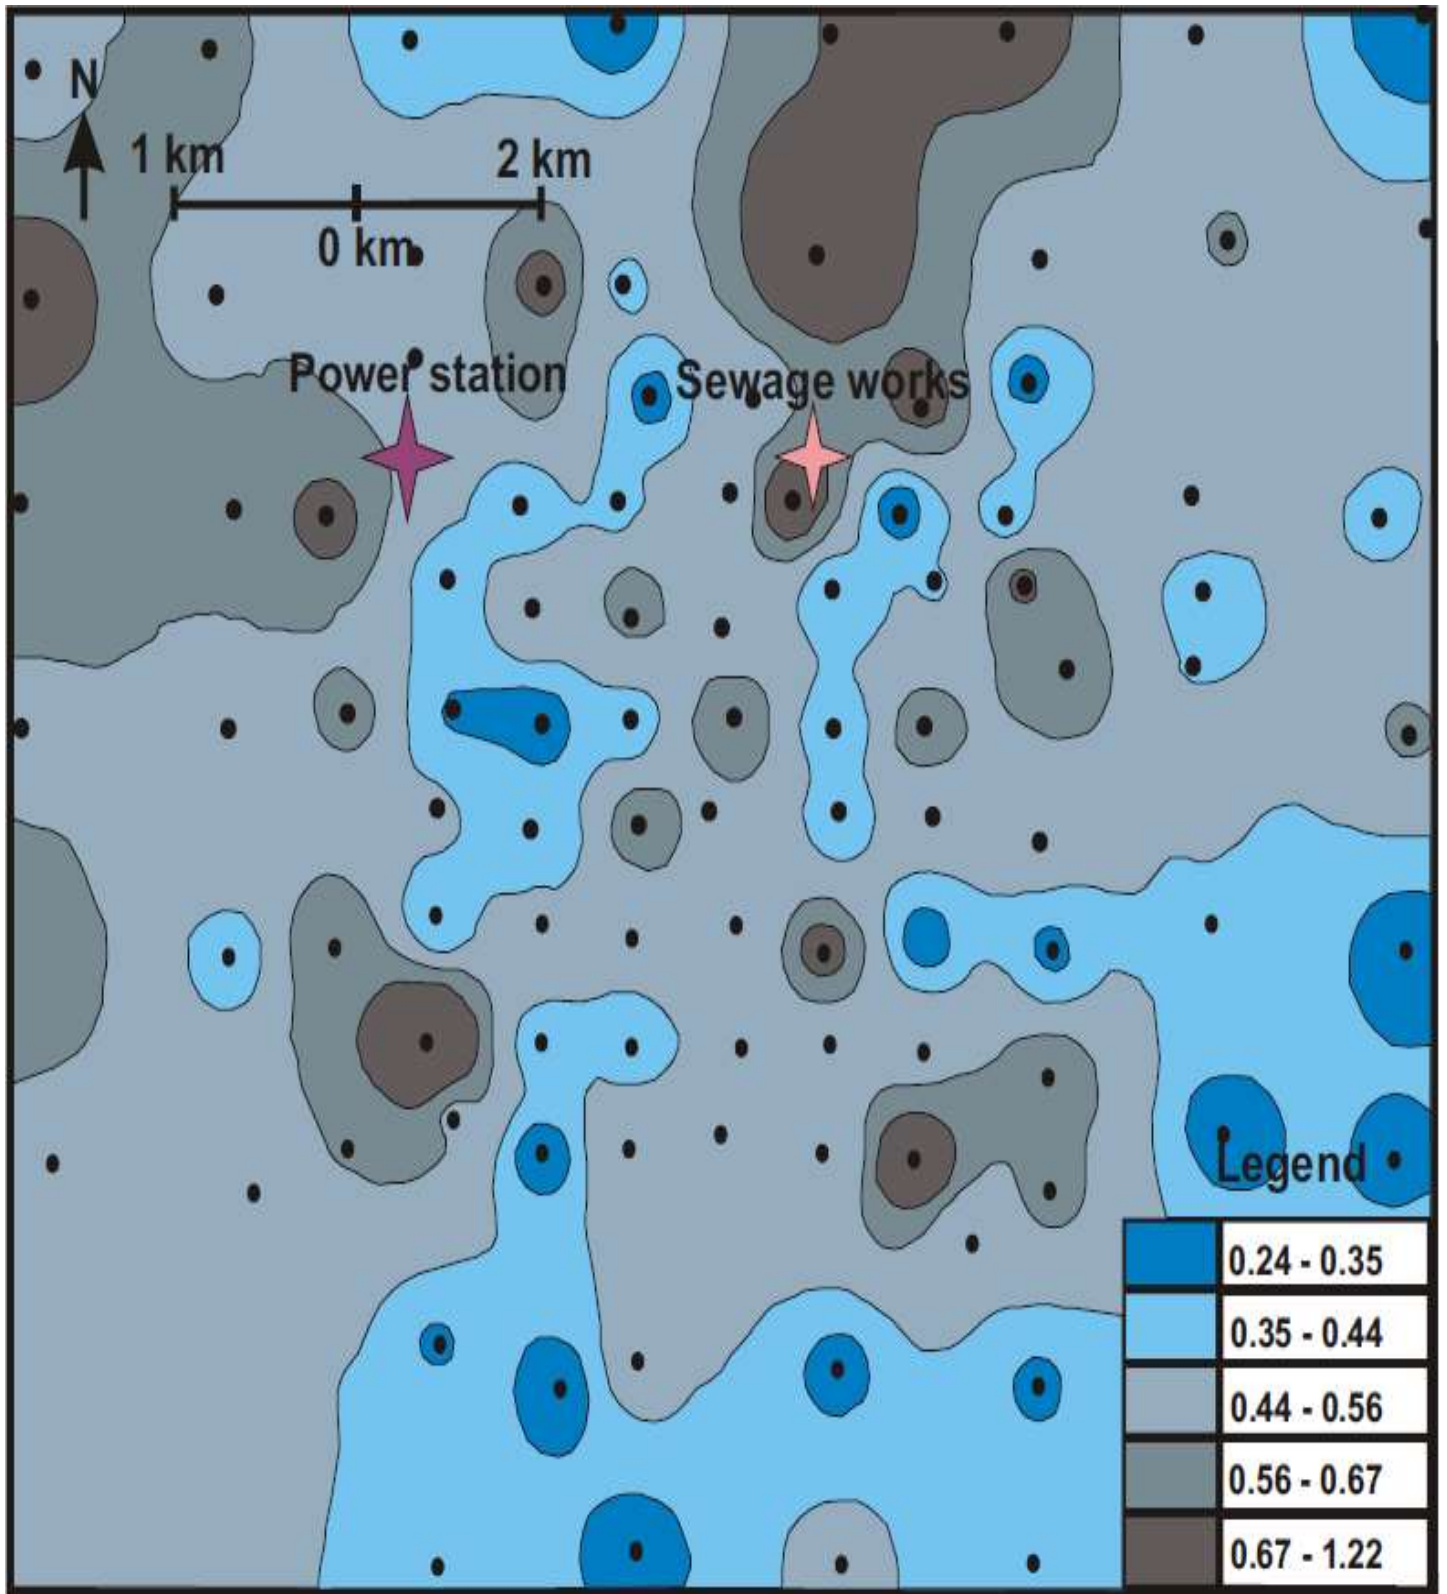 N
1 km
2 km
0 km
Power station
Sewage works
Legend
0.24 - 0.35
0.35 - 0.44
0.44 - 0.56
0.56 - 0.67
0.67 - 1.22